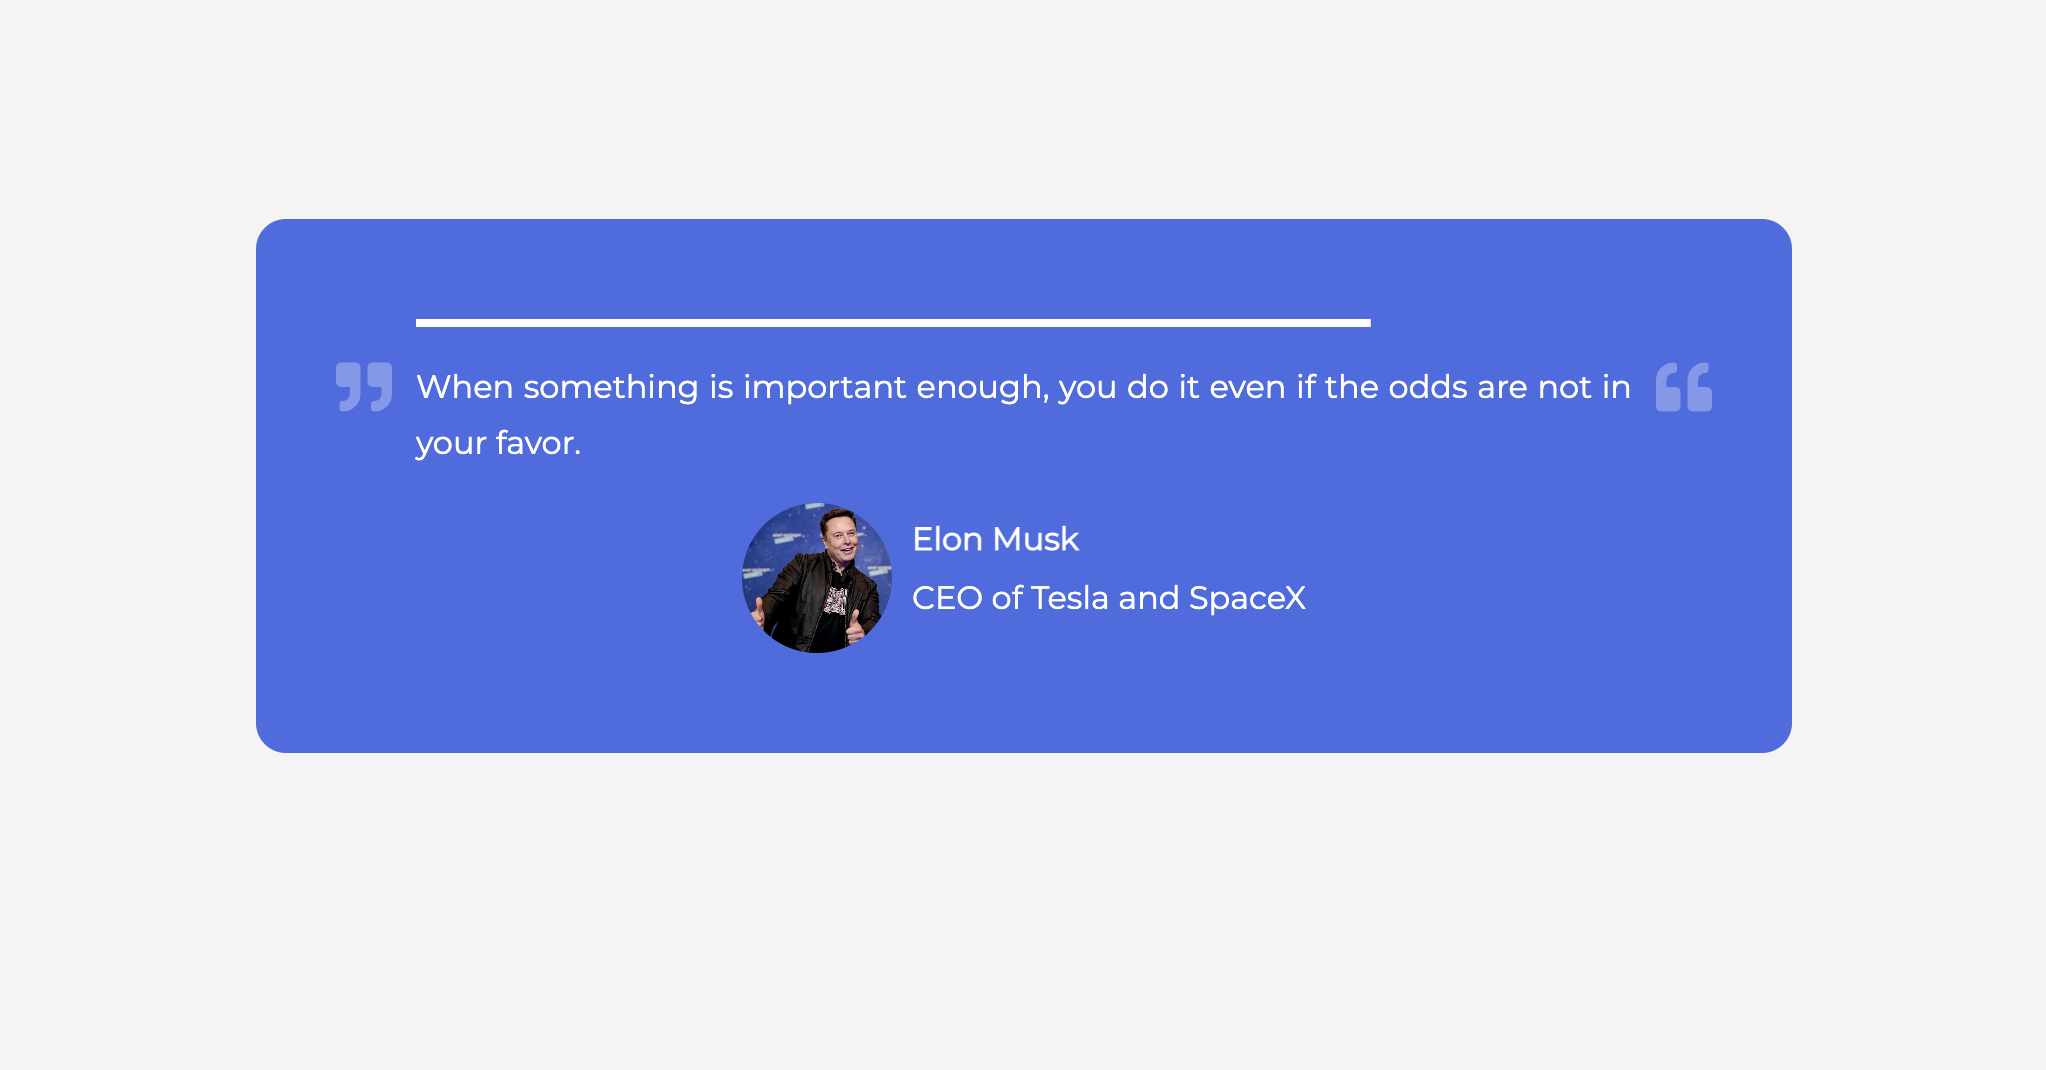 When something is important enough, you do it even if the odds are not in
your favor.
Elon Musk
CEO of Tesla and SpaceX